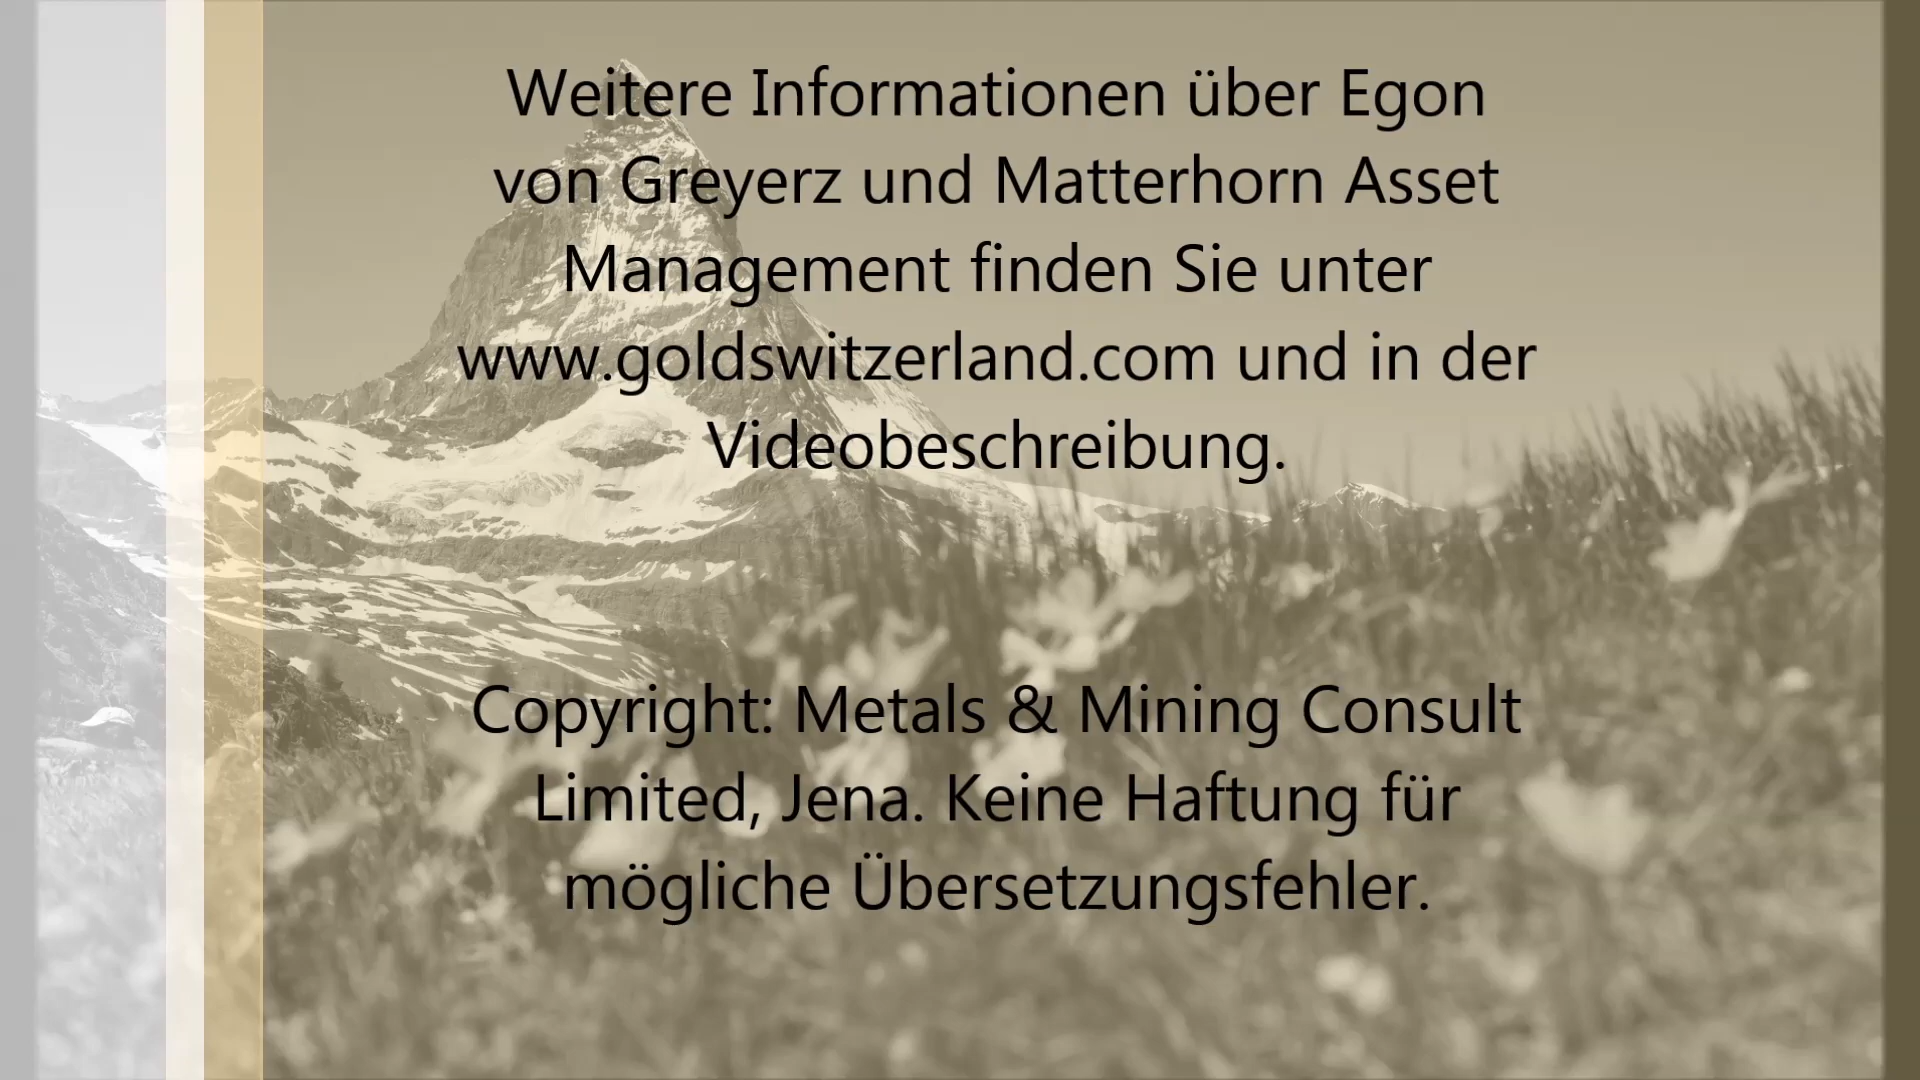 Weitere Informationen über Egon
von Greyerz und Matterhorn Asset
Management finden Sie unter
www.goldswitzerland.com und in der
Videobeschreibung.
Copyright: Metals & Mining Consult
Limited, Jena. Keine Haftung für
mögliche Übersetzungsfehler.